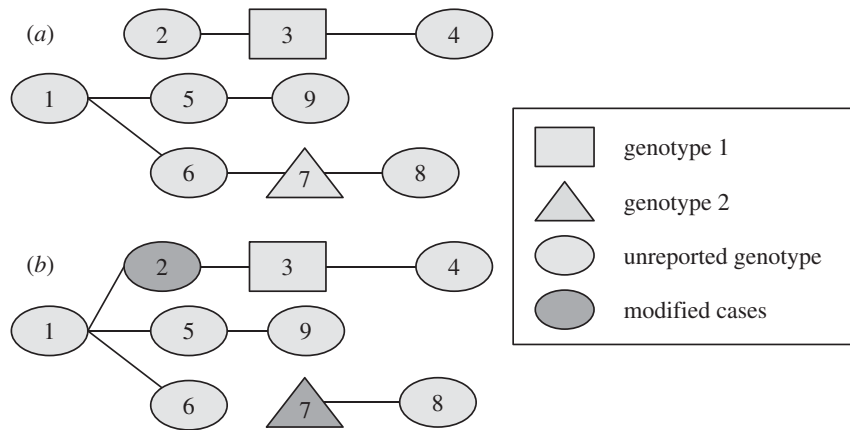 (a)
2 3 4
1 5 9
6 7 8
(b)
2 3 4
1 5 9
6 7 8
genotype 1
genotype 2
unreported genotype
modified cases